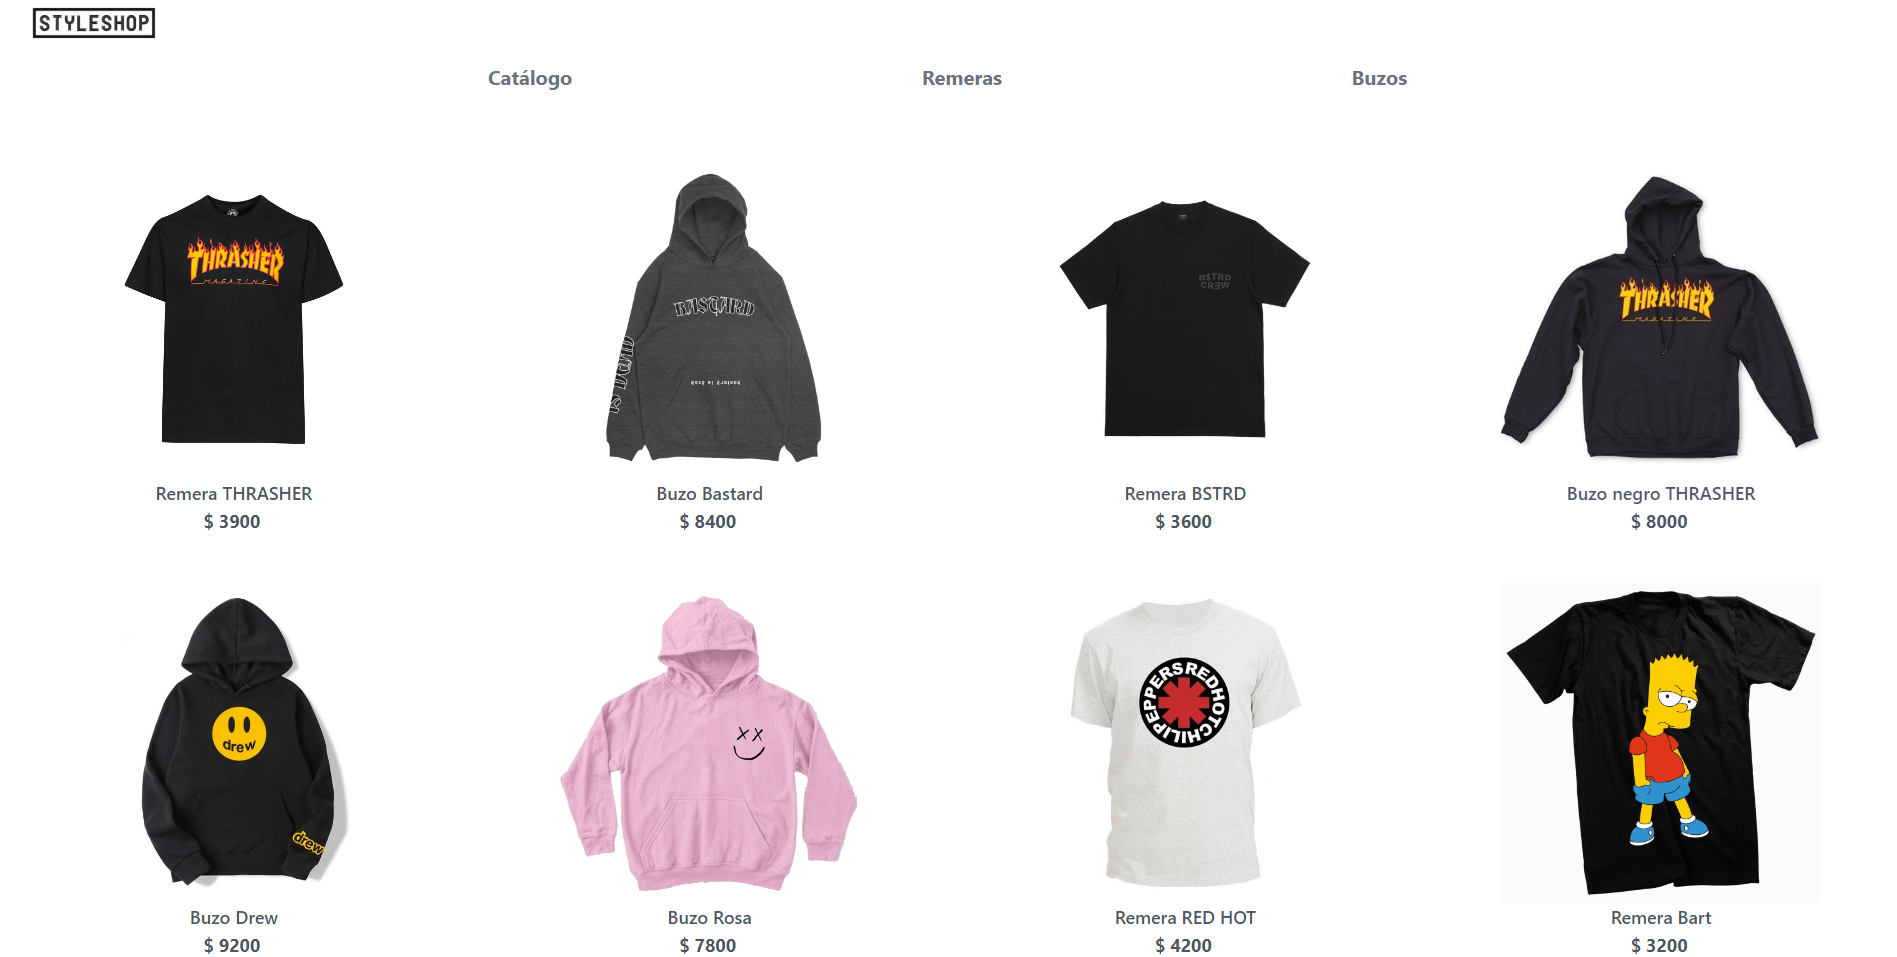 STYLESHOP
Catálogo
Remeras
Buzos
THRASHER
MAGAZINE
BASTARD
B$TRD
CREW
THRASHER
MAGAZINE
Remera THRASHER
$ 3900
Buzo Bastard
$ 8400
Remera BSTRD
$ 3600
Buzo negro THRASHER
$ 8000
drew
drew
RED HOT CHILI PEPPERS
Buzo Drew
$ 9200
Buzo Rosa
$ 7800
Remera RED HOT
$ 4200
Remera Bart
$ 3200